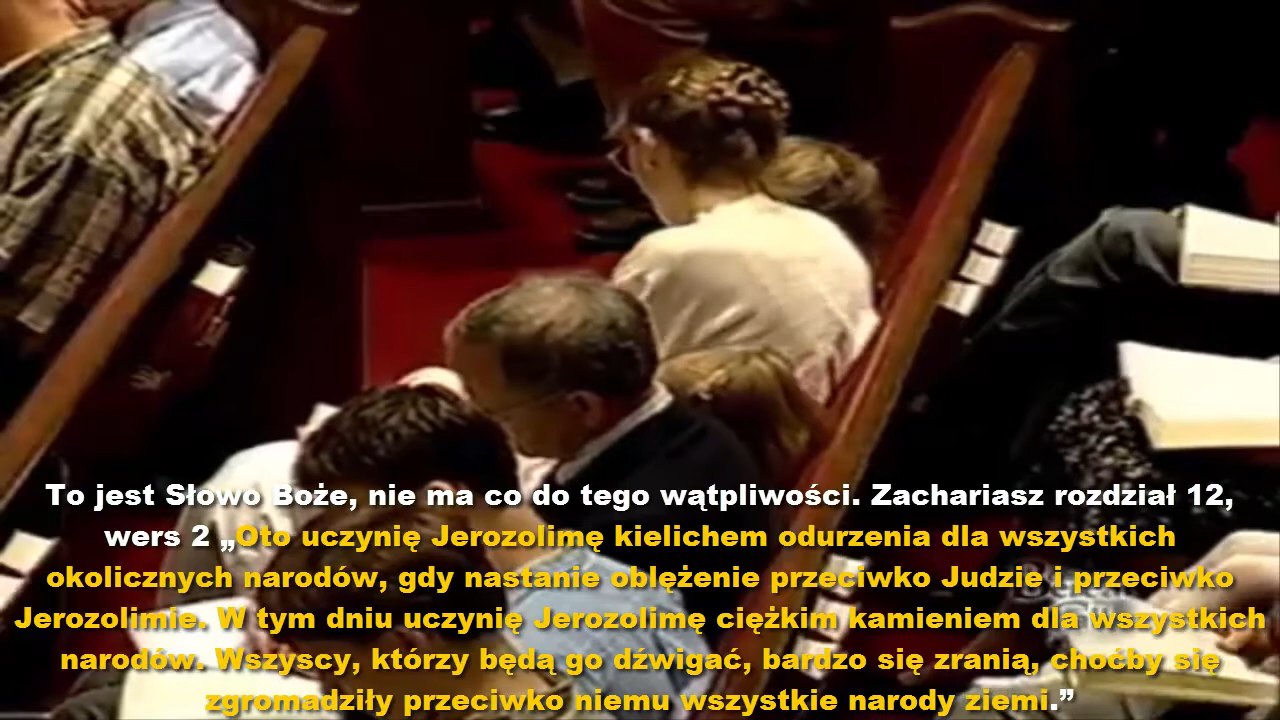 To jest Słowo Boże, nie ma co do tego wątpliwości. Zachariasz rozdział 12,
wers 2 „Oto uczynię Jerozolimę kielichem odurzenia dla wszystkich
okolicznych narodów, gdy nastanie oblężenie przeciwko Judzie i przeciwko
Jerozolimie. W tym dniu uczynię Jerozolimę ciężkim kamieniem dla wszystkich
narodów. Wszyscy, którzy będą go dźwigać, bardzo się zranią, choćby się
zgromadziły przeciwko niemu wszystkie narody ziemi.”